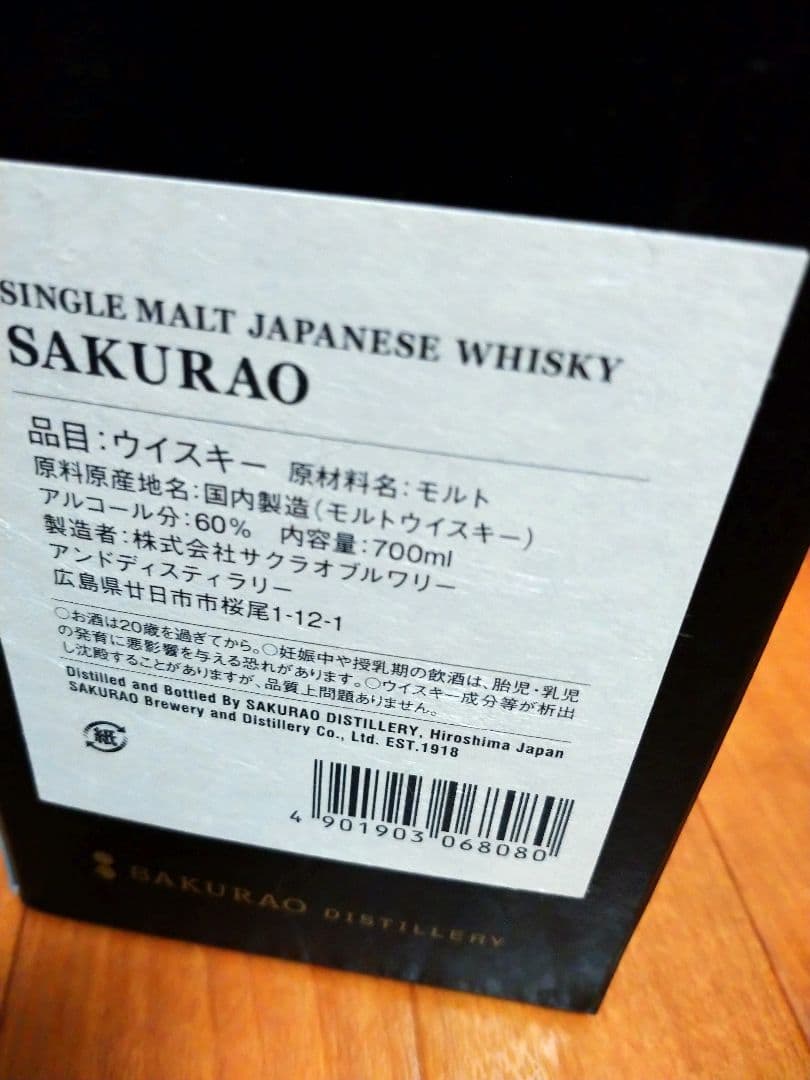 SINGLE MALT JAPANESE WHISKY
SAKURAO
品目:ウイスキー 原材料名:モルト
原料原産地名:国内製造(モルトウイスキー)
アルコール分:60% 内容量:700ml
製造者:株式会社サクラオブルワリー
アンドディスティラリー
広島県廿日市市桜尾1-12-1
○お酒は20歳を過ぎてから。○妊娠中や授乳期の飲酒は、胎児・乳児
の発育に悪影響を与える恐れがあります。○ウイスキー成分等が析出
し沈殿することがありますが、品質上問題ありません。
Distilled and Bottled By SAKURAO DISTILLERY, Hiroshima Japan
SAKURAO Brewery and Distillery Co., Ltd. EST.1918
紙
4 901903 068080
SAKURAO DISTILLERY